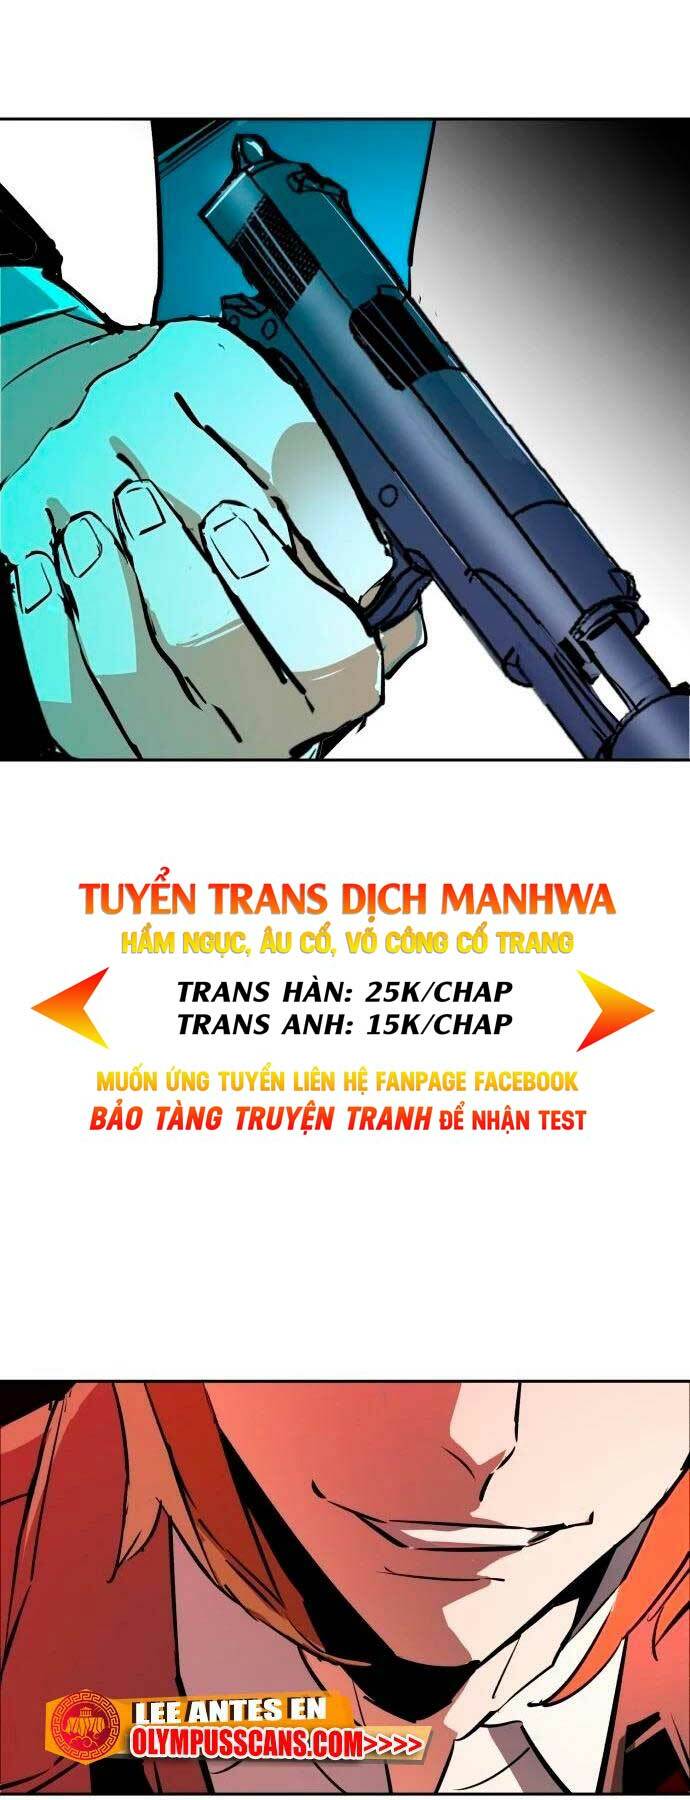 TUYỂN TRANS DỊCH MANHWA
HẦM NGỤC, ÂU CỔ, VÕ CÔNG CỔ TRANG
TRANS HÀN: 25K/CHAP
TRANS ANH: 15K/CHAP
MUỐN ỨNG TUYỂN LIÊN HỆ FANPAGE FACEBOOK
BẢO TÀNG TRUYỆN TRANH ĐỂ NHẬN TEST
LEE ANTES EN
OLYMPUSSCANS.COM>>>>